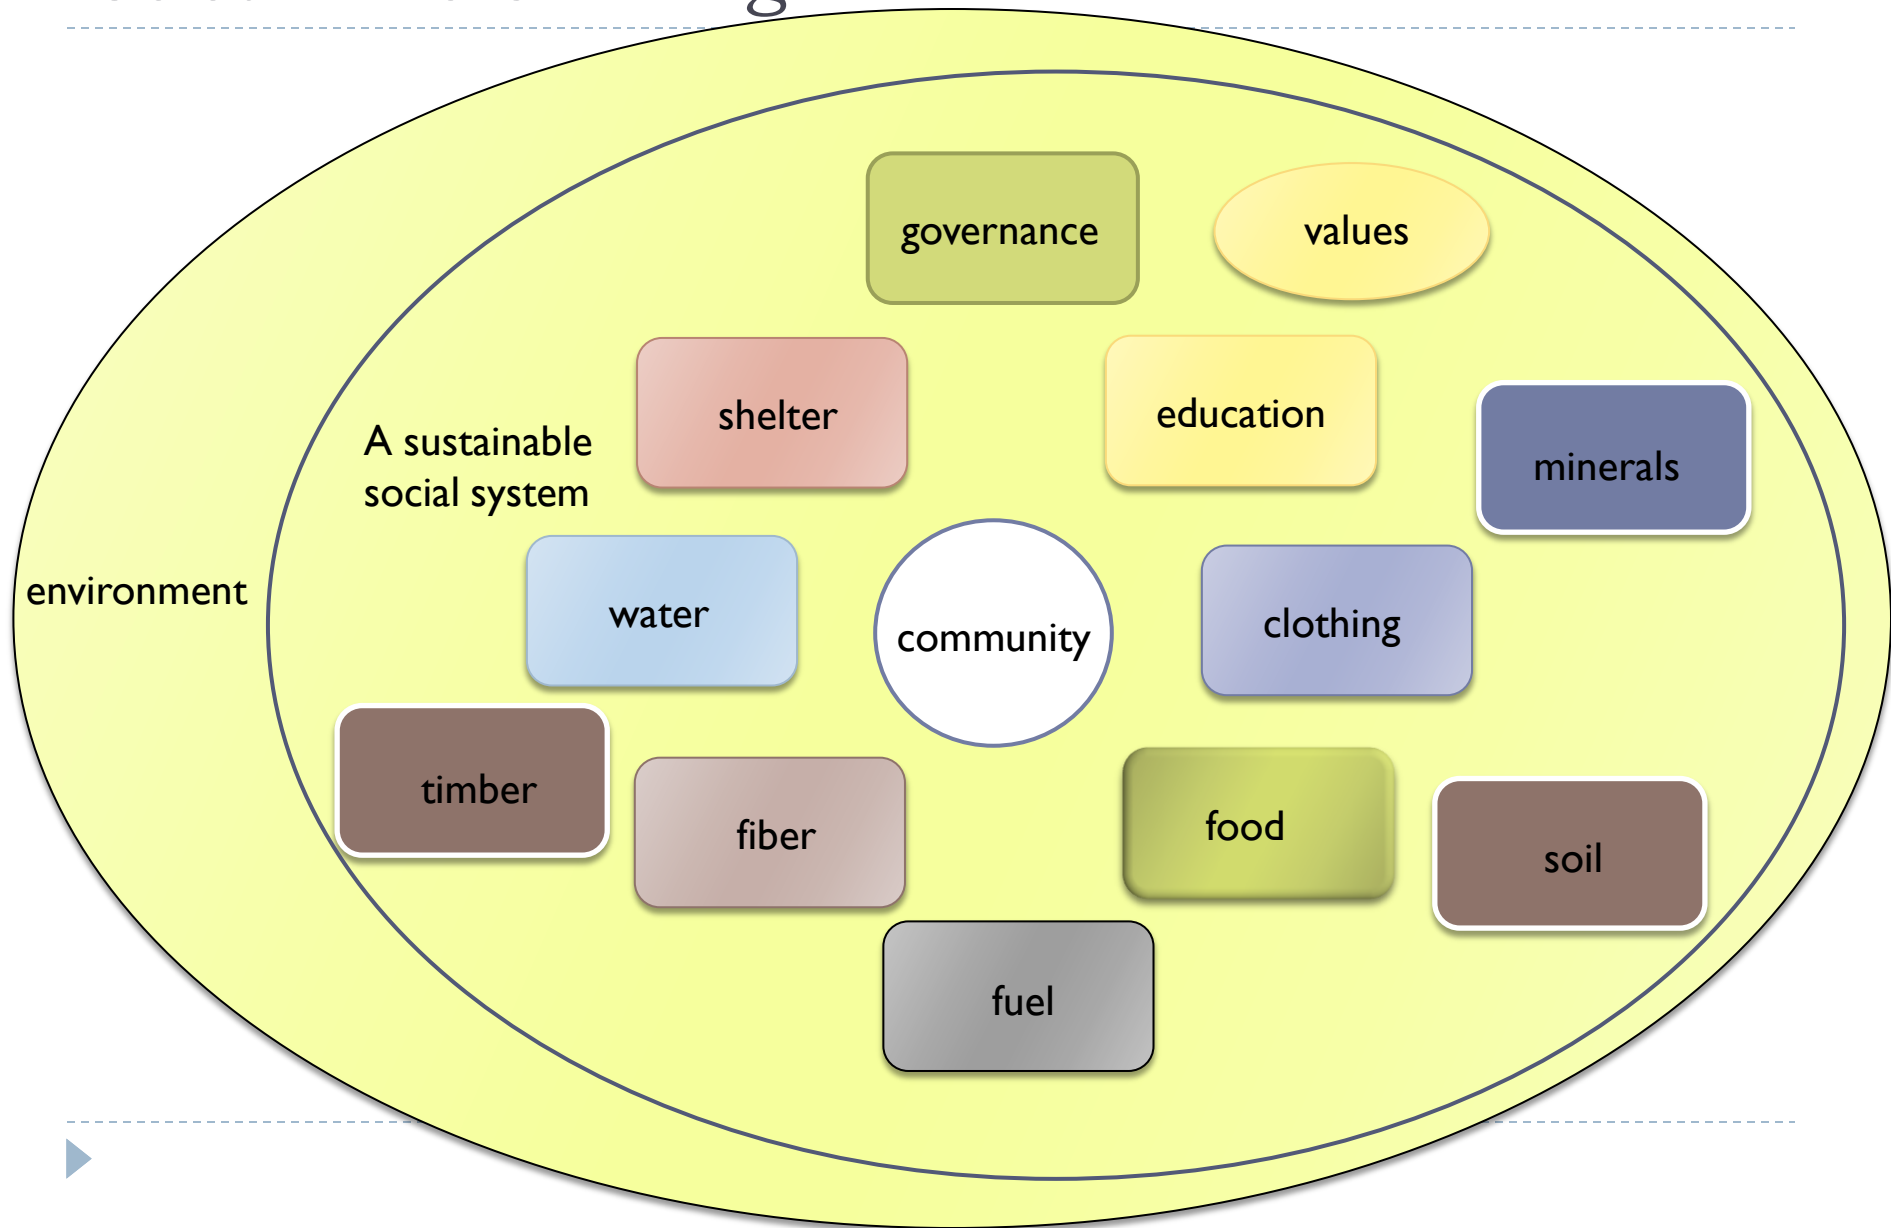 governance
values
shelter
education
A sustainable
social system
minerals
environment
water
community
clothing
timber
fiber
food
soil
fuel